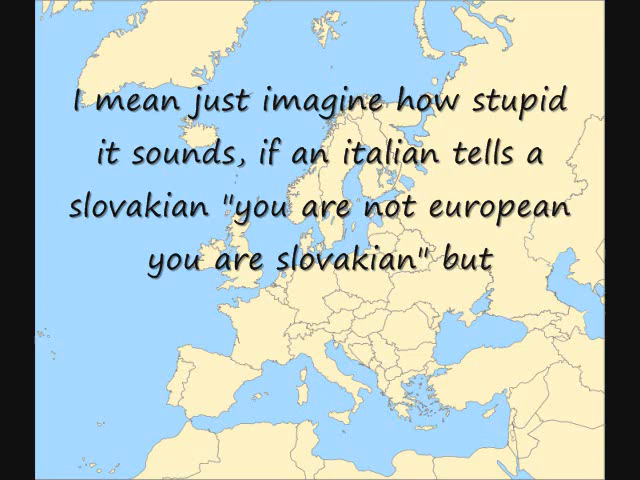 I mean just imagine how stupid
it sounds, if an italian tells a
slovakian "you are not european
you are slovakian" but